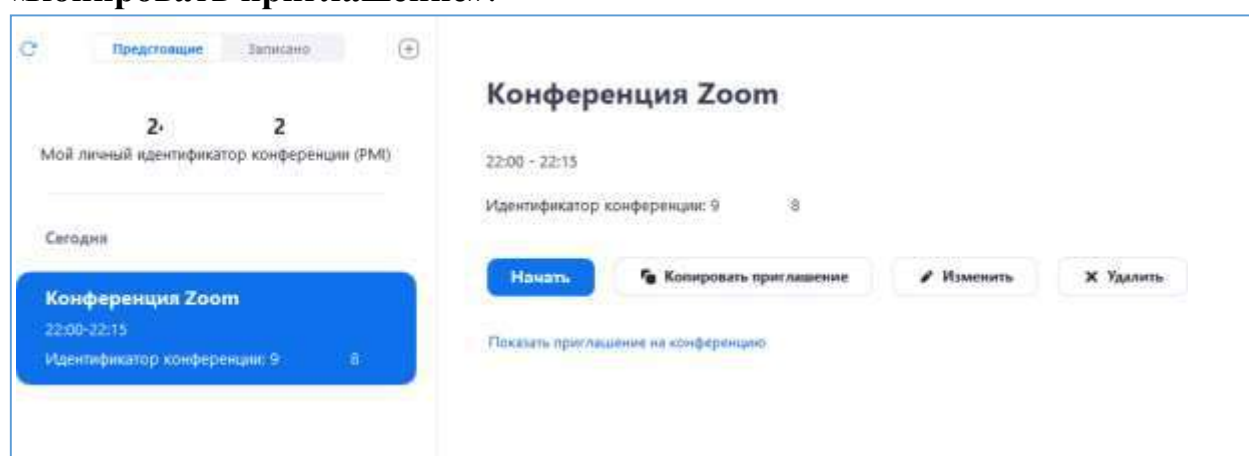 «Копировать приглашение».
Предстоящие Записано
2 2
Мой личный идентификатор конференции (PMI)
Сегодня
Конференция Zoom
22:00-22:15
Идентификатор конференции: 9 8
Конференция Zoom
22:00 - 22:15
Идентификатор конференции: 9 8
Начать Копировать приглашение Изменить Удалить
Показать приглашение на конференцию